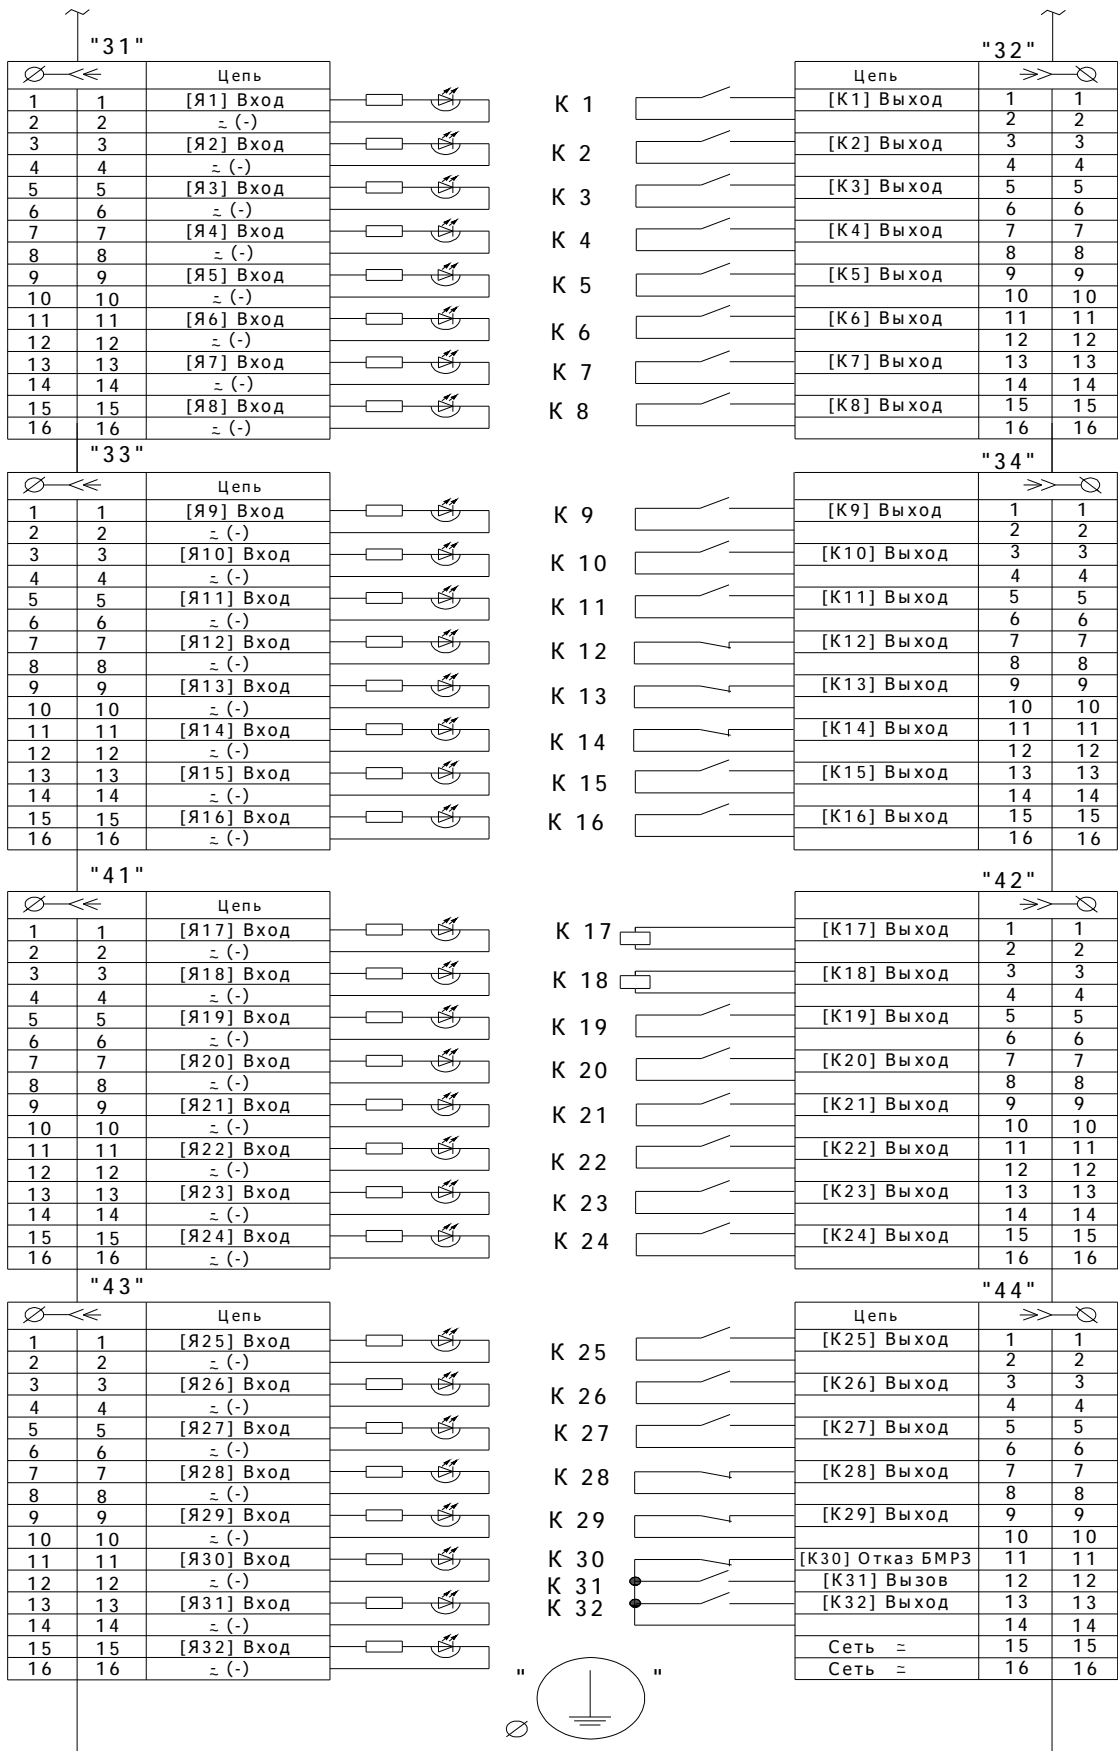 "31" "32"
Цепь Цепь
1 1 [Я1] Вход К 1 [К1] Выход 1 1
2 2 ≂ (-) 2 2
3 3 [Я2] Вход К 2 [К2] Выход 3 3
4 4 ≂ (-) 4 4
5 5 [Я3] Вход К 3 [К3] Выход 5 5
6 6 ≂ (-) 6 6
7 7 [Я4] Вход К 4 [К4] Выход 7 7
8 8 ≂ (-) 8 8
9 9 [Я5] Вход К 5 [К5] Выход 9 9
10 10 ≂ (-) 10 10
11 11 [Я6] Вход К 6 [К6] Выход 11 11
12 12 ≂ (-) 12 12
13 13 [Я7] Вход К 7 [К7] Выход 13 13
14 14 ≂ (-) 14 14
15 15 [Я8] Вход К 8 [К8] Выход 15 15
16 16 ≂ (-) 16 16
"33" "34"
Цепь
1 1 [Я9] Вход К 9 [К9] Выход 1 1
2 2 ≂ (-) 2 2
3 3 [Я10] Вход К 10 [К10] Выход 3 3
4 4 ≂ (-) 4 4
5 5 [Я11] Вход К 11 [К11] Выход 5 5
6 6 ≂ (-) 6 6
7 7 [Я12] Вход К 12 [К12] Выход 7 7
8 8 ≂ (-) 8 8
9 9 [Я13] Вход К 13 [К13] Выход 9 9
10 10 ≂ (-) 10 10
11 11 [Я14] Вход К 14 [К14] Выход 11 11
12 12 ≂ (-) 12 12
13 13 [Я15] Вход К 15 [К15] Выход 13 13
14 14 ≂ (-) 14 14
15 15 [Я16] Вход К 16 [К16] Выход 15 15
16 16 ≂ (-) 16 16
"41" "42"
Цепь
1 1 [Я17] Вход К 17 [К17] Выход 1 1
2 2 ≂ (-) 2 2
3 3 [Я18] Вход К 18 [К18] Выход 3 3
4 4 ≂ (-) 4 4
5 5 [Я19] Вход К 19 [К19] Выход 5 5
6 6 ≂ (-) 6 6
7 7 [Я20] Вход К 20 [К20] Выход 7 7
8 8 ≂ (-) 8 8
9 9 [Я21] Вход К 21 [К21] Выход 9 9
10 10 ≂ (-) 10 10
11 11 [Я22] Вход К 22 [К22] Выход 11 11
12 12 ≂ (-) 12 12
13 13 [Я23] Вход К 23 [К23] Выход 13 13
14 14 ≂ (-) 14 14
15 15 [Я24] Вход К 24 [К24] Выход 15 15
16 16 ≂ (-) 16 16
"43" "44"
Цепь Цепь
1 1 [Я25] Вход К 25 [К25] Выход 1 1
2 2 ≂ (-) 2 2
3 3 [Я26] Вход К 26 [К26] Выход 3 3
4 4 ≂ (-) 4 4
5 5 [Я27] Вход К 27 [К27] Выход 5 5
6 6 ≂ (-) 6 6
7 7 [Я28] Вход К 28 [К28] Выход 7 7
8 8 ≂ (-) 8 8
9 9 [Я29] Вход К 29 [К29] Выход 9 9
10 10 ≂ (-) 10 10
11 11 [Я30] Вход К 30 [К30] Отказ БМРЗ 11 11
12 12 ≂ (-) К 31 [К31] Вызов 12 12
13 13 [Я31] Вход К 32 [К32] Выход 13 13
14 14 ≂ (-) 14 14
15 15 [Я32] Вход Сеть ≂ 15 15
16 16 ≂ (-) Сеть ≂ 16 16
" "